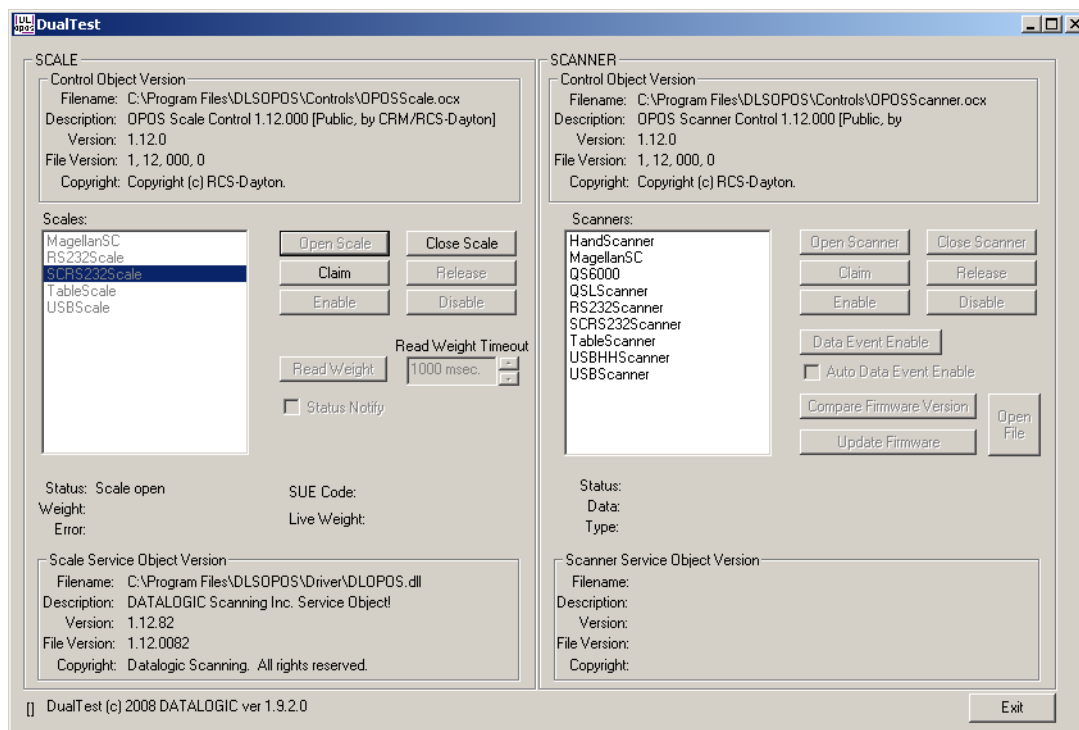 UL
opos
DualTest
SCALE
Control Object Version
Filename: C:\Program Files\DLSOPOS\Controls\OPOSScale.ocx
Description: OPOS Scale Control 1.12.000 [Public, by CRM/RCS-Dayton]
Version: 1.12.0
File Version: 1, 12, 000, 0
Copyright: Copyright (c) RCS-Dayton.
Scales:
MagellanSC
RS232Scale
SCRS232Scale
TableScale
USBScale
Open Scale
Close Scale
Claim
Release
Enable
Disable
Read Weight Timeout
Read Weight
1000 msec.
Status Notify
Status: Scale open
Weight:
Error:
SUE Code:
Live Weight:
Scale Service Object Version
Filename: C:\Program Files\DLSOPOS\Driver\DLOPOS.dll
Description: DATALOGIC Scanning Inc. Service Object!
Version: 1.12.82
File Version: 1.12.0082
Copyright: Datalogic Scanning. All rights reserved.
SCANNER
Control Object Version
Filename: C:\Program Files\DLSOPOS\Controls\OPOSScanner.ocx
Description: OPOS Scanner Control 1.12.000 [Public, by
Version: 1.12.0
File Version: 1, 12, 000, 0
Copyright: Copyright (c) RCS-Dayton.
Scanners:
HandScanner
MagellanSC
QS6000
QSLScanner
RS232Scanner
SCRS232Scanner
TableScanner
USBHHScanner
USBScanner
Open Scanner
Close Scanner
Claim
Release
Enable
Disable
Data Event Enable
Auto Data Event Enable
Compare Firmware Version
Open File
Update Firmware
Status:
Data:
Type:
Scanner Service Object Version
Filename:
Description:
Version:
File Version:
Copyright:
[] DualTest (c) 2008 DATALOGIC ver 1.9.2.0
Exit